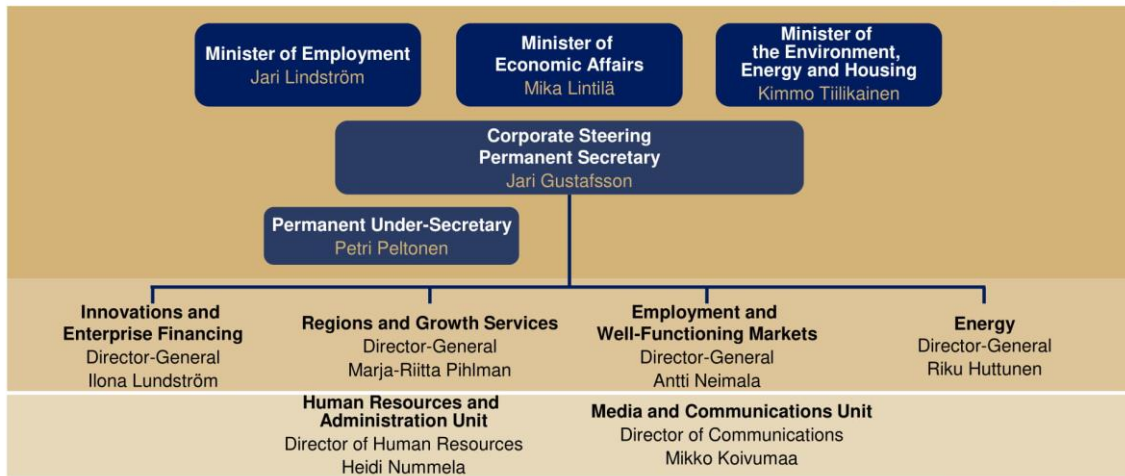 Minister of Employment
Jari Lindström
Minister of
Economic Affairs
Mika Lintilä
Minister of
the Environment,
Energy and Housing
Kimmo Tiilikainen
Corporate Steering
Permanent Secretary
Jari Gustafsson
Permanent Under-Secretary
Petri Peltonen
Innovations and
Enterprise Financing
Director-General
Ilona Lundström
Regions and Growth Services
Director-General
Marja-Riitta Pihlman
Employment and
Well-Functioning Markets
Director-General
Antti Neimala
Energy
Director-General
Riku Huttunen
Human Resources and
Administration Unit
Director of Human Resources
Heidi Nummela
Media and Communications Unit
Director of Communications
Mikko Koivumaa